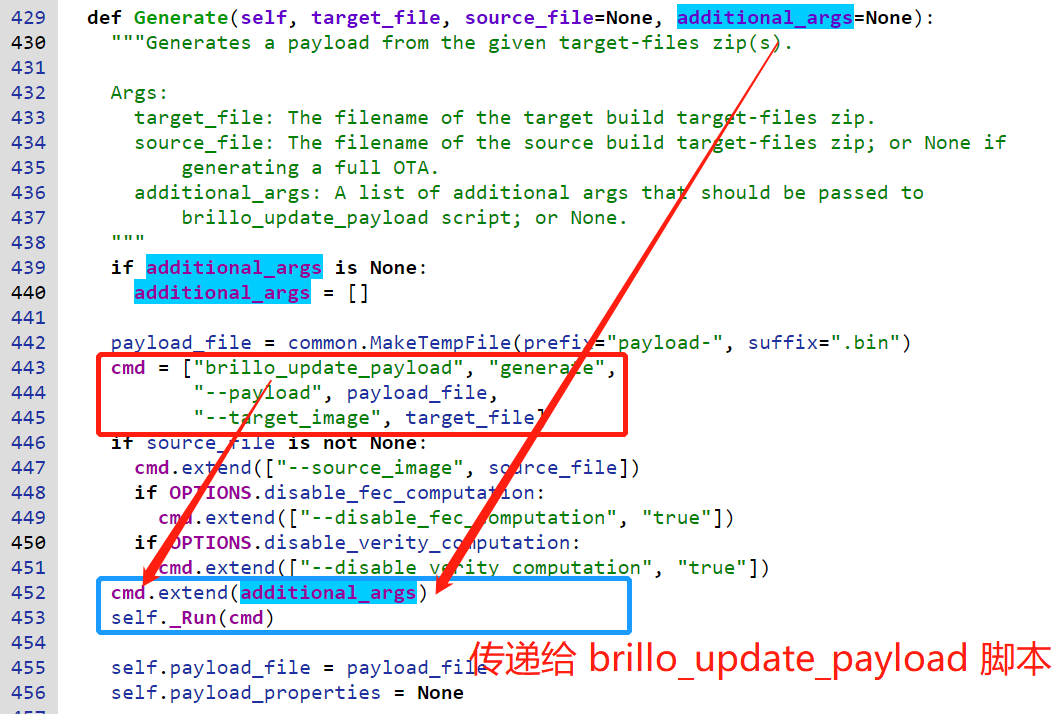 429 def Generate(self, target_file, source_file=None, additional_args=None):
430 """Generates a payload from the given target-files zip(s).
431
432 Args:
433 target_file: The filename of the target build target-files zip.
434 source_file: The filename of the source build target-files zip; or None if
435 generating a full OTA.
436 additional_args: A list of additional args that should be passed to
437 brillo_update_payload script; or None.
438 """
439 if additional_args is None:
440 additional_args = []
441
442 payload_file = common.MakeTempFile(prefix="payload-", suffix=".bin")
443 cmd = ["brillo_update_payload", "generate",
444 "--payload", payload_file,
445 "--target_image", target_file]
446 if source_file is not None:
447 cmd.extend(["--source_image", source_file])
448 if OPTIONS.disable_fec_computation:
449 cmd.extend(["--disable_fec_computation", "true"])
450 if OPTIONS.disable_verity_computation:
451 cmd.extend(["--disable_verity_computation", "true"])
452 cmd.extend(additional_args)
453 self._Run(cmd)
454
传递给 brillo_update_payload 脚本
455 self.payload_file = payload_file
456 self.payload_properties = None
457